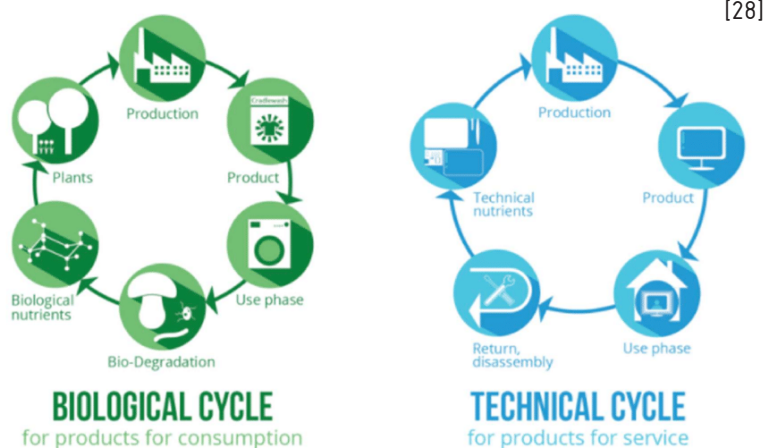 [28]
Production
Cradlewash
Product
Use phase
Bio-Degradation
Biological
nutrients
Plants
BIOLOGICAL CYCLE
for products for consumption
Production
Product
Use phase
Return,
disassembly
Technical
nutrients
TECHNICAL CYCLE
for products for service